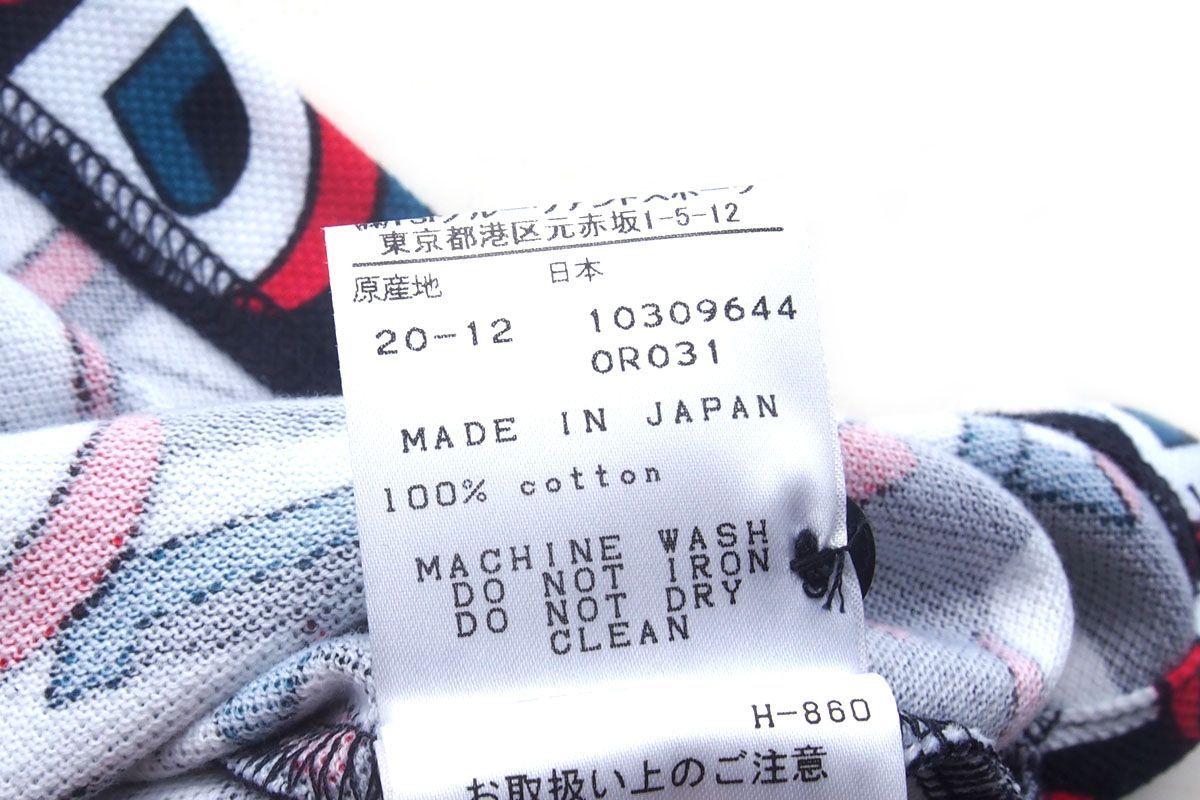 東京都港区元赤坂1-5-12
原産地 日本
20-12 10309644
0R031
MADE IN JAPAN
100% cotton
MACHINE WASH
DO NOT IRON
DO NOT DRY
CLEAN
H-860
お取扱い上のご注意